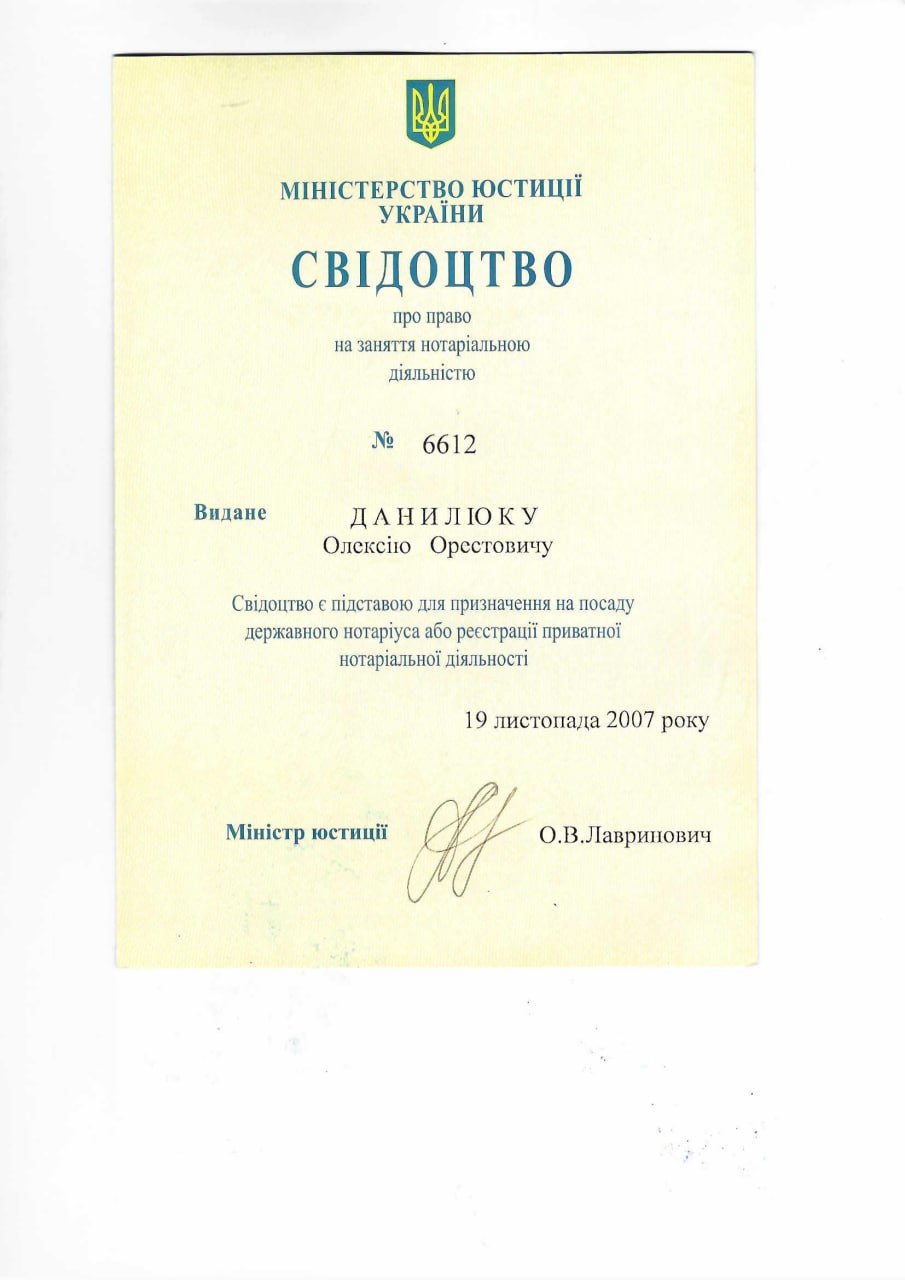 МІНІСТЕРСТВО ЮСТИЦІЇ
УКРАЇНИ
СВІДОЦТВО
про право
на заняття нотаріальною
діяльністю
№ 6612
Видане ДАНИЛЮКУ
Олексію Орестовичу
Свідоцтво є підставою для призначення на посаду
державного нотаріуса або реєстрації приватної
нотаріальної діяльності
19 листопада 2007 року
Міністр юстиції О.В.Лавринович